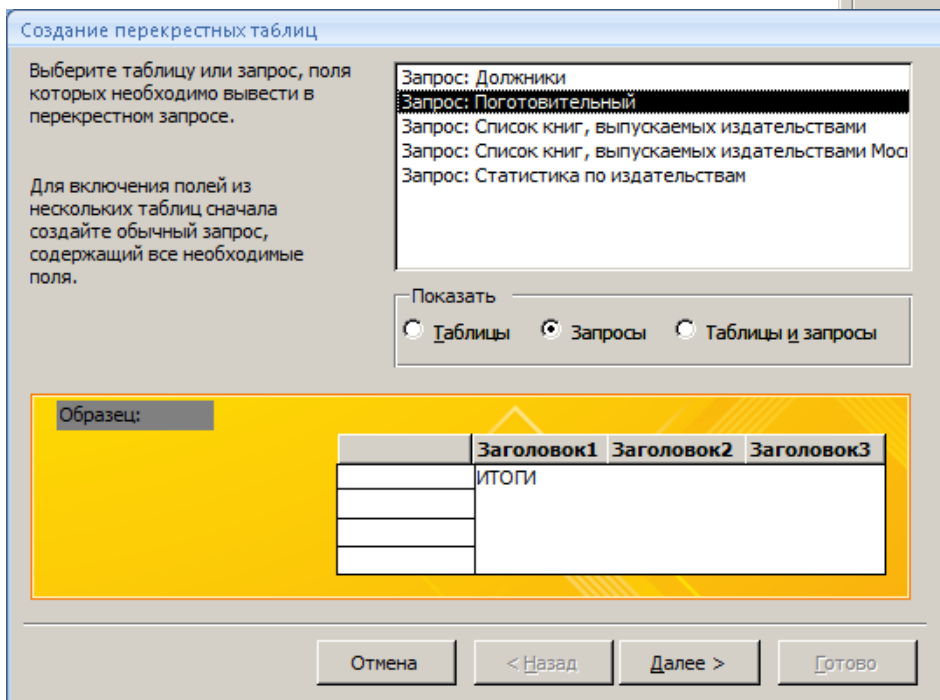 Создание перекрестных таблиц
Выберите таблицу или запрос, поля
которых необходимо вывести в
перекрестном запросе.
Для включения полей из
нескольких таблиц сначала
создайте обычный запрос,
содержащий все необходимые
поля.
Запрос: Должники
Запрос: Поготовительный
Запрос: Список книг, выпускаемых издательствами
Запрос: Список книг, выпускаемых издательствами Моск
Запрос: Статистика по издательствам
Показать
Таблицы Запросы Таблицы и запросы
Образец:
Заголовок1 Заголовок2 Заголовок3
ИТОГИ
Отмена < Назад Далее > Готово